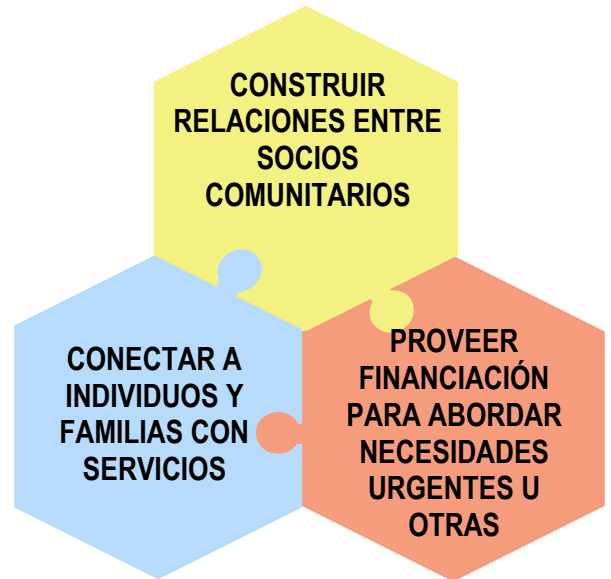 CONSTRUIR
RELACIONES ENTRE
SOCIOS
COMUNITARIOS
CONECTAR A
INDIVIDUOS Y
FAMILIAS CON
SERVICIOS
PROVEER
FINANCIACIÓN
PARA ABORDAR
NECESIDADES
URGENTES U
OTRAS